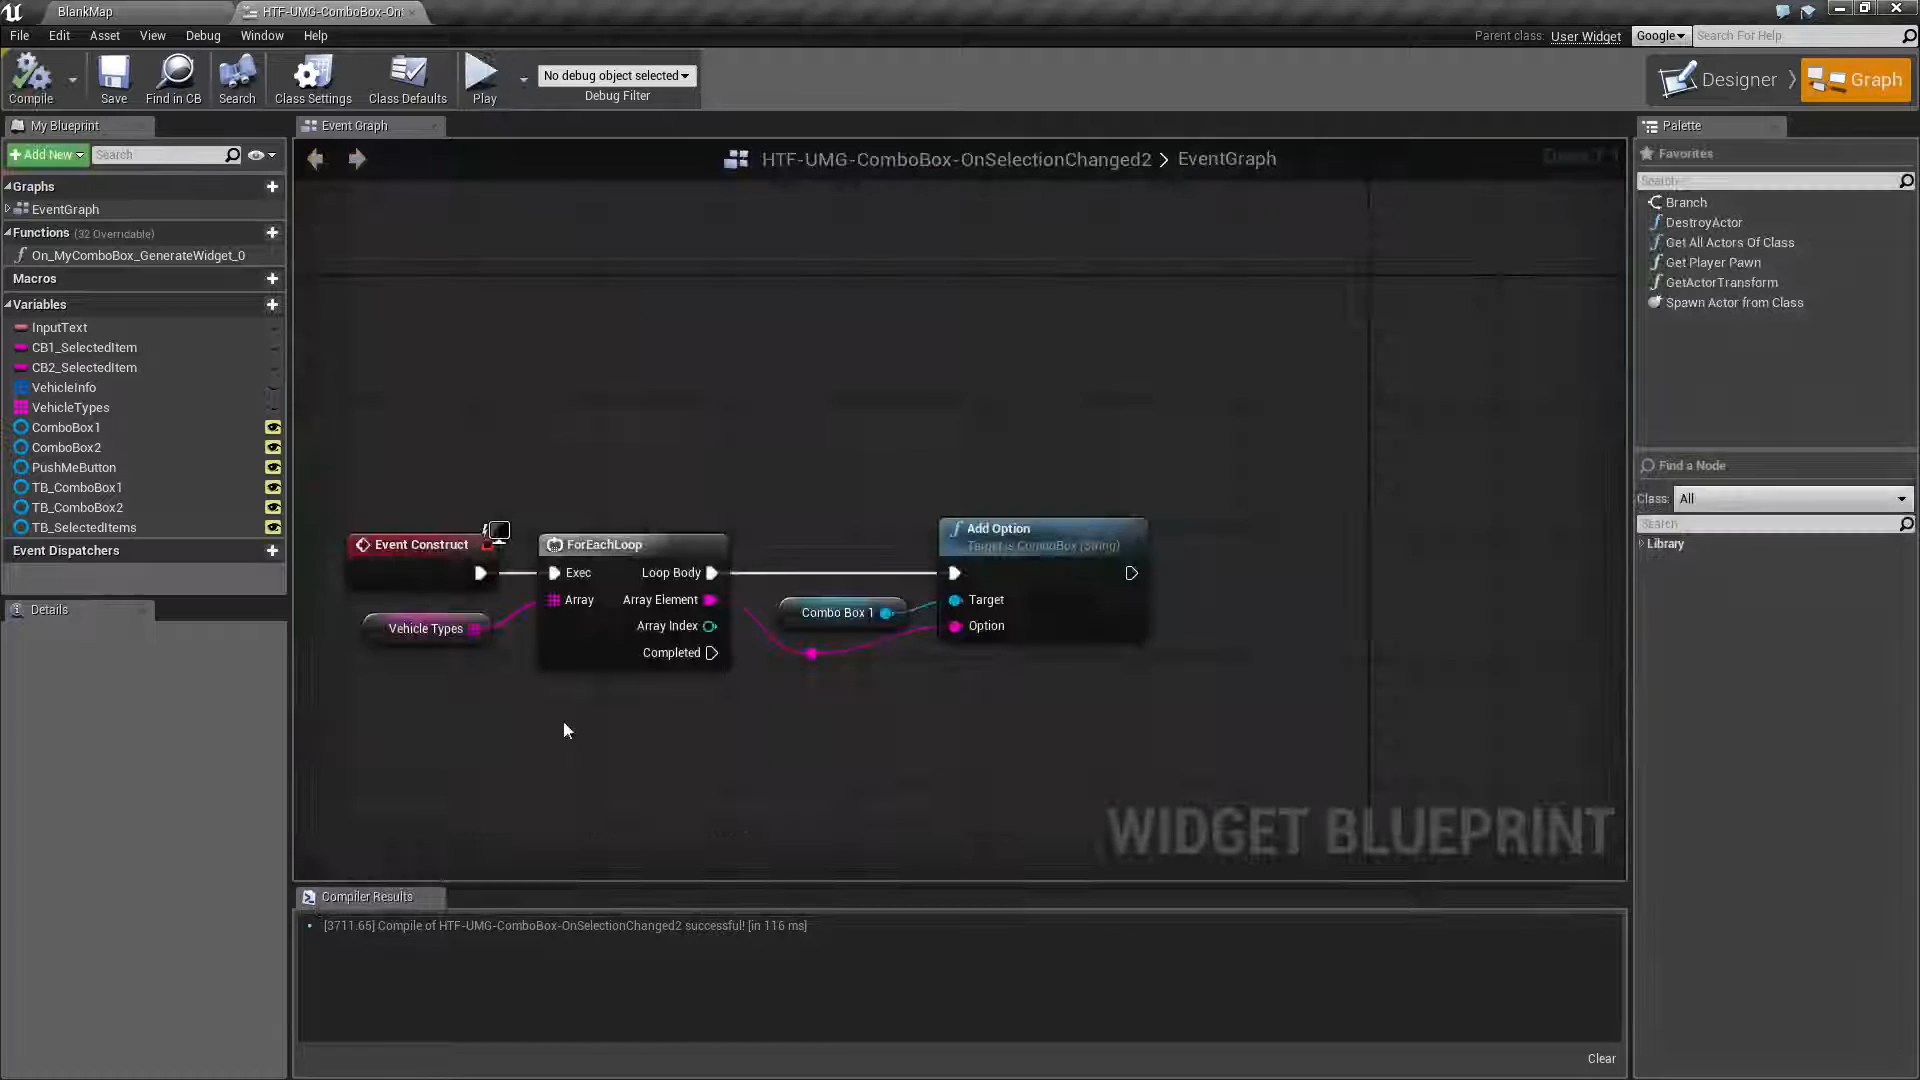 BlankMap
HTF-UMG-ComboBox-On
File Edit Asset View Debug Window Help
Parent class: User Widget
Google
Search For Help
Compile
Save
Find in CB
Search
Class Settings
Class Defaults
Play
No debug object selected
Debug Filter
Designer
Graph
My Blueprint
Add New
Search
Graphs
EventGraph
Functions (32 Overridable)
On_MyComboBox_GenerateWidget_0
Macros
Variables
InputText
CB1_SelectedItem
CB2_SelectedItem
VehicleInfo
VehicleTypes
ComboBox1
ComboBox2
PushMeButton
TB_ComboBox1
TB_ComboBox2
TB_SelectedItems
Event Dispatchers
Details
Event Graph
HTF-UMG-ComboBox-OnSelectionChanged2 > EventGraph
Event Construct
Vehicle Types
ForEachLoop
Exec
Loop Body
Array
Array Element
Array Index
Completed
Combo Box 1
Add Option
Target is ComboBox (String)
Target
Option
WIDGET BLUEPRINT
Compiler Results
[3711.65] Compile of HTF-UMG-ComboBox-OnSelectionChanged2 successful! [in 116 ms]
Clear
Palette
Favorites
Search
Branch
DestroyActor
Get All Actors Of Class
Get Player Pawn
GetActorTransform
Spawn Actor from Class
Find a Node
Class: All
Search
Library